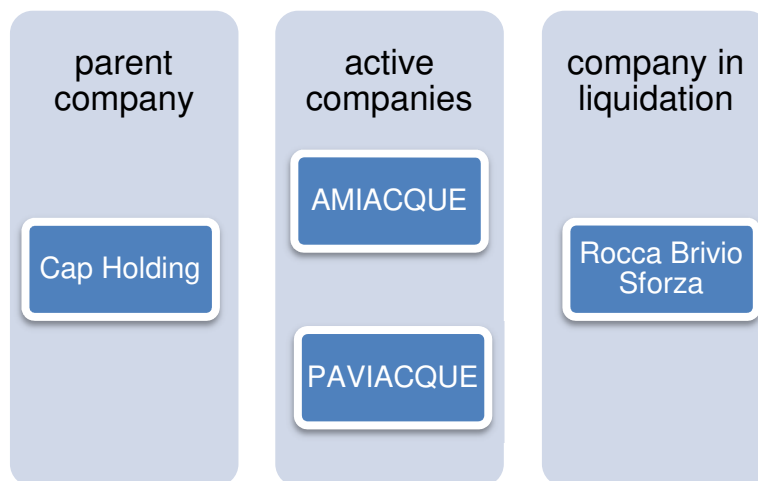 parent
company
Cap Holding
active
companies
AMIACQUE
PAVIACQUE
company in
liquidation
Rocca Brivio
Sforza